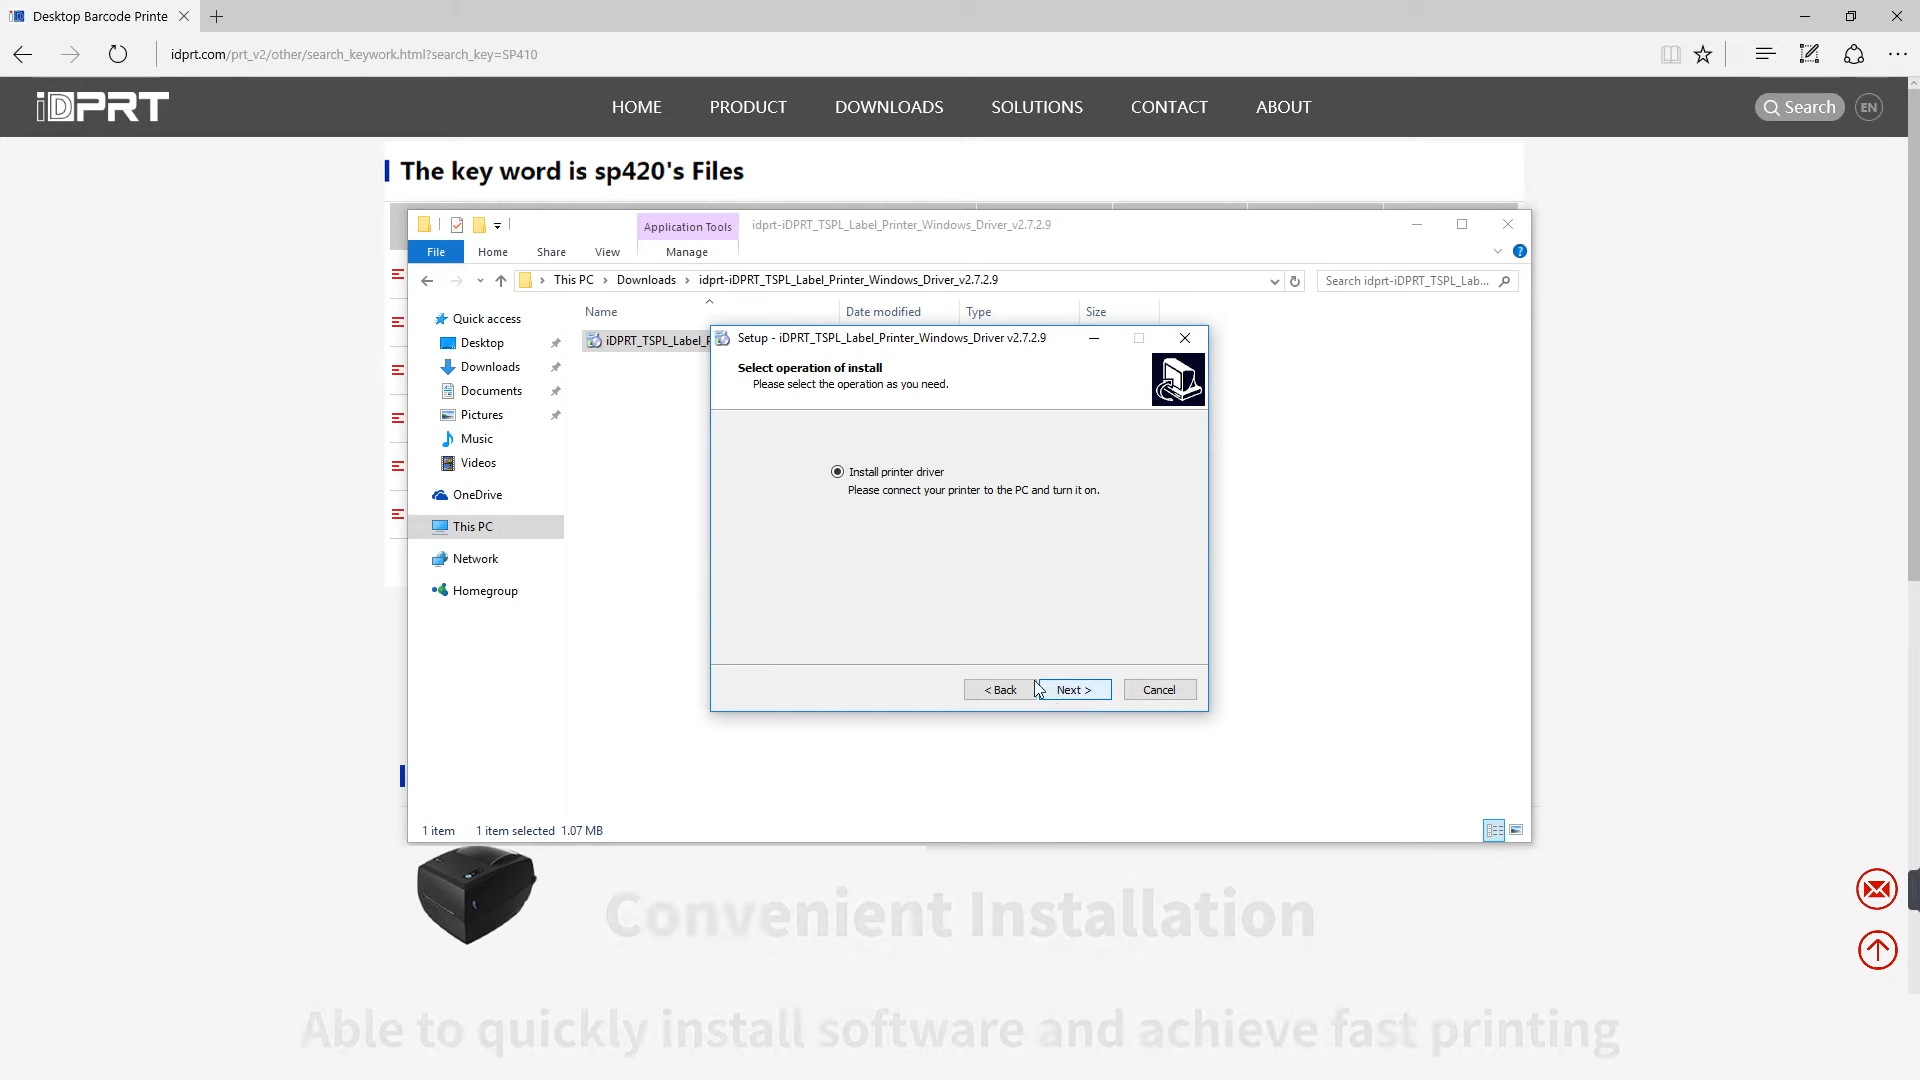 Desktop Barcode Printe
idprt.com/prt_v2/other/search_keywork.html?search_key=SP410
iDPRT
HOME
PRODUCT
DOWNLOADS
SOLUTIONS
CONTACT
ABOUT
Search
EN
The key word is sp420's Files
Application Tools
idprt-iDPRT_TSPL_Label_Printer_Windows_Driver_v2.7.2.9
File
Home
Share
View
Manage
This PC
Downloads
idprt-iDPRT_TSPL_Label_Printer_Windows_Driver_v2.7.2.9
Search idprt-iDPRT_TSPL_Lab...
Name
Date modified
Type
Size
Quick access
Desktop
Downloads
Documents
Pictures
Music
Videos
OneDrive
This PC
Network
Homegroup
iDPRT_TSPL_Label_P
Setup - iDPRT_TSPL_Label_Printer_Windows_Driver v2.7.2.9
Select operation of install
Please select the operation as you need.
Install printer driver
Please connect your printer to the PC and turn it on.
< Back
Next >
Cancel
1 item
1 item selected 1.07 MB
Convenient Installation
Able to quickly install software and achieve fast printing